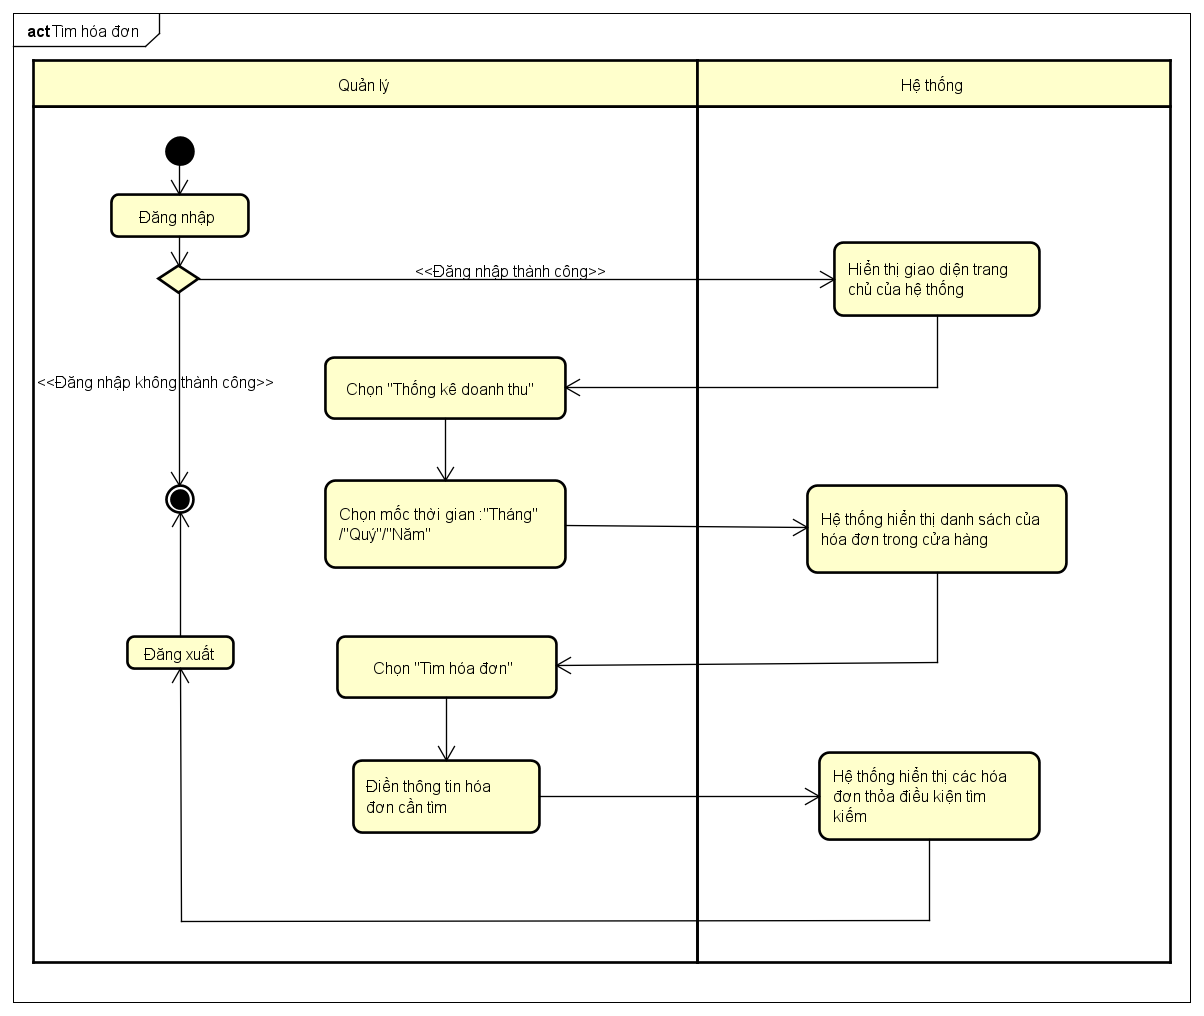 act Tìm hóa đơn
Quản lý
Hệ thống
Đăng nhập
<<Đăng nhập thành công>>
Hiển thị giao diện trang
chủ của hệ thống
<<Đăng nhập không thành công>>
Chọn "Thống kê doanh thu"
Chọn mốc thời gian :"Tháng"
/"Quý"/"Năm"
Hệ thống hiển thị danh sách của
hóa đơn trong cửa hàng
Đăng xuất
Chọn "Tìm hóa đơn"
Điền thông tin hóa
đơn cần tìm
Hệ thống hiển thị các hóa
đơn thỏa điều kiện tìm
kiếm